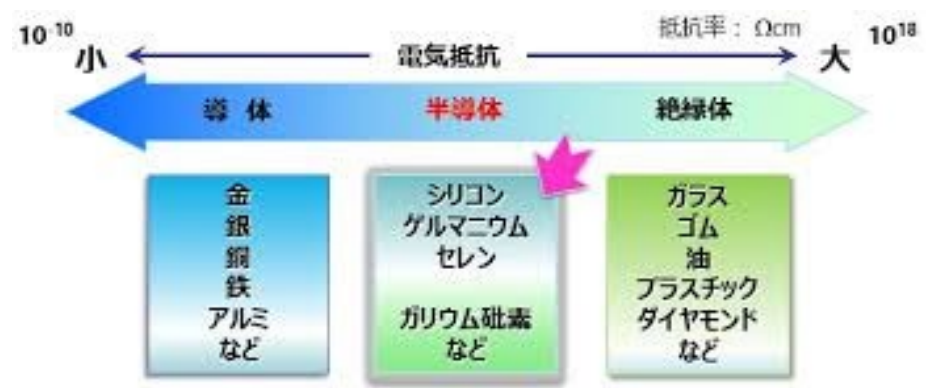 10⁻¹⁰ 小 電気抵抗 抵抗率: Ωcm 大 10¹⁸
導 体 半導体 絶縁体
金
銀
銅
鉄
アルミ
など
シリコン
ゲルマニウム
セレン
ガリウム砒素
など
ガラス
ゴム
油
プラスチック
ダイヤモンド
など